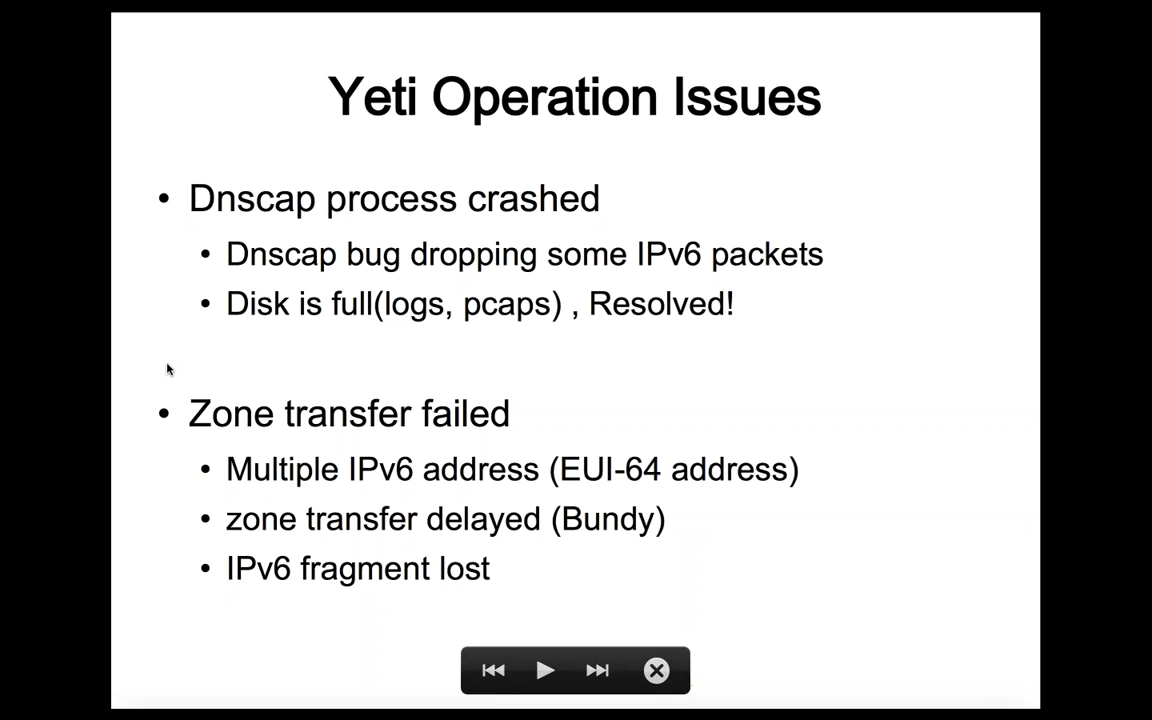 Yeti Operation Issues
• Dnscap process crashed
• Dnscap bug dropping some IPv6 packets
• Disk is full(logs, pcaps) , Resolved!
• Zone transfer failed
• Multiple IPv6 address (EUI-64 address)
• zone transfer delayed (Bundy)
• IPv6 fragment lost